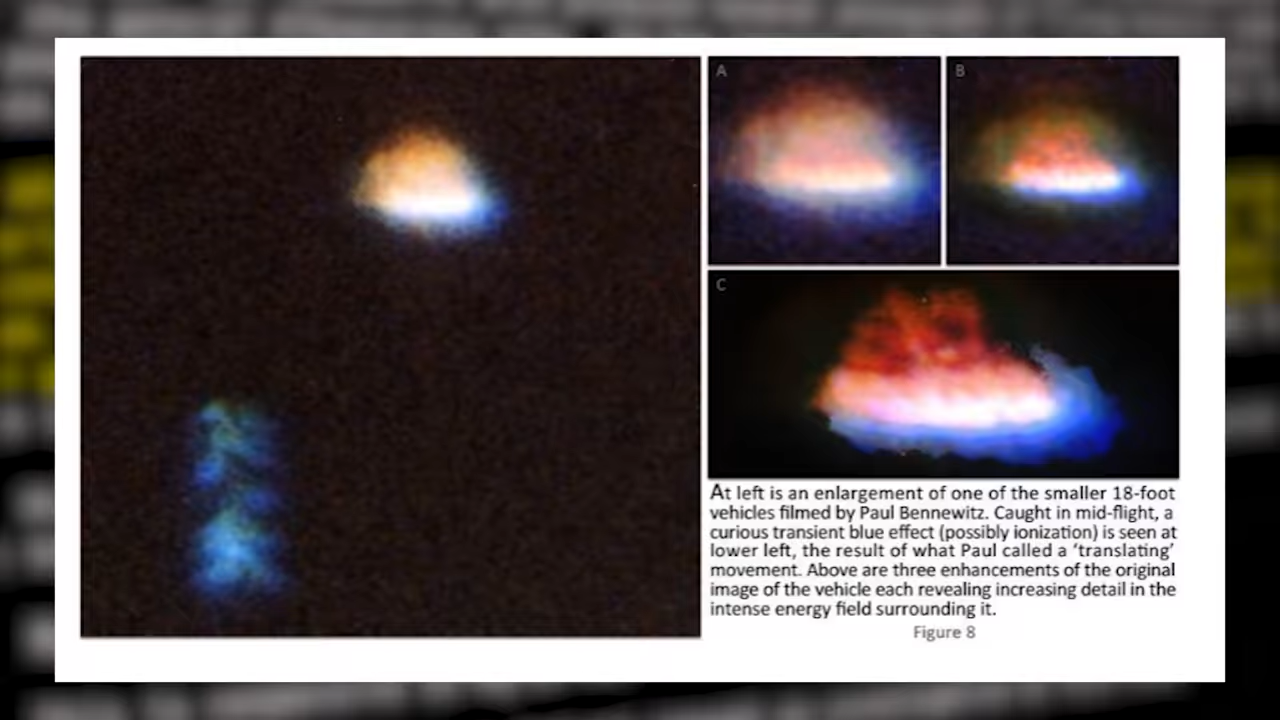 A
B
C
At left is an enlargement of one of the smaller 18-foot
vehicles filmed by Paul Bennewitz. Caught in mid-flight, a
curious transient blue effect (possibly ionization) is seen at
lower left, the result of what Paul called a ‘translating’
movement. Above are three enhancements of the original
image of the vehicle each revealing increasing detail in the
intense energy field surrounding it.
Figure 8